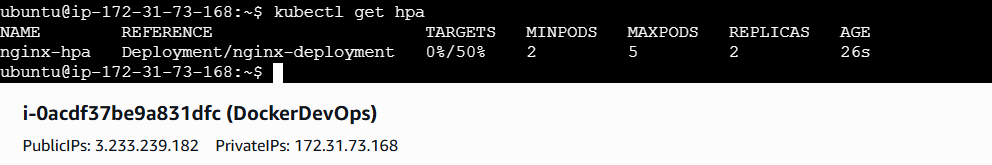 ubuntu@ip-172-31-73-168:~$ kubectl get hpa
NAME REFERENCE TARGETS MINPODS MAXPODS REPLICAS AGE
nginx-hpa Deployment/nginx-deployment 0%/50% 2 5 2 26s
ubuntu@ip-172-31-73-168:~$
i-0acdf37be9a831dfc (DockerDevOps)
PublicIPs: 3.233.239.182 PrivateIPs: 172.31.73.168